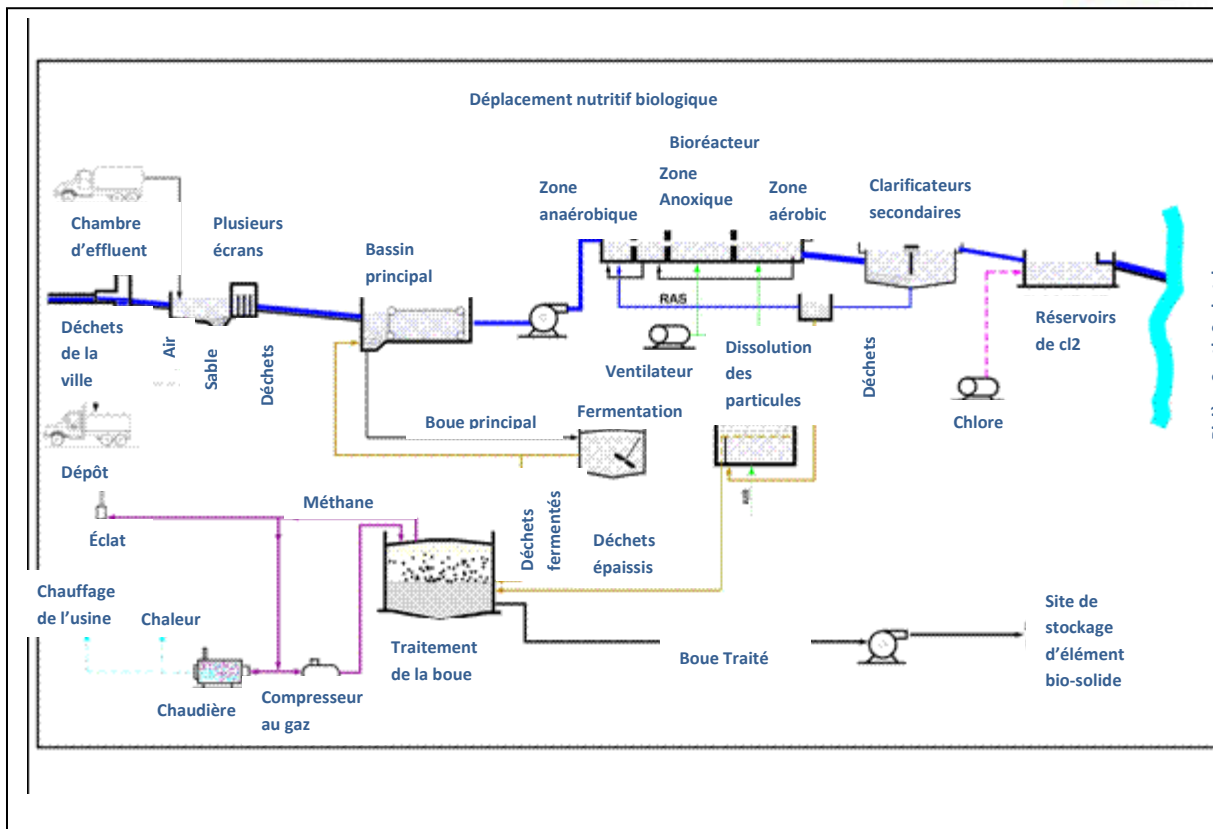 Déplacement nutritif biologique
Bioréacteur
Zone
anaérobique
Zone
Anoxique
Zone
aérobic
Clarificateurs
secondaires
Chambre
d'effluent
Plusieurs
écrans
Bassin
principal
RAS
Déchets
de la
ville
Air
Sable
Déchets
Ventilateur
Dissolution
des
particules
Déchets
Réservoirs
de cl2
Chlore
Boue principal
Fermentation
Dépôt
Méthane
Éclat
Déchets
fermentés
Déchets
épaissis
AIR
Chauffage
de l'usine
Chaleur
Traitement
de la boue
Boue Traité
Site de
stockage
d'élément
bio-solide
Chaudière
Compresseur
au gaz